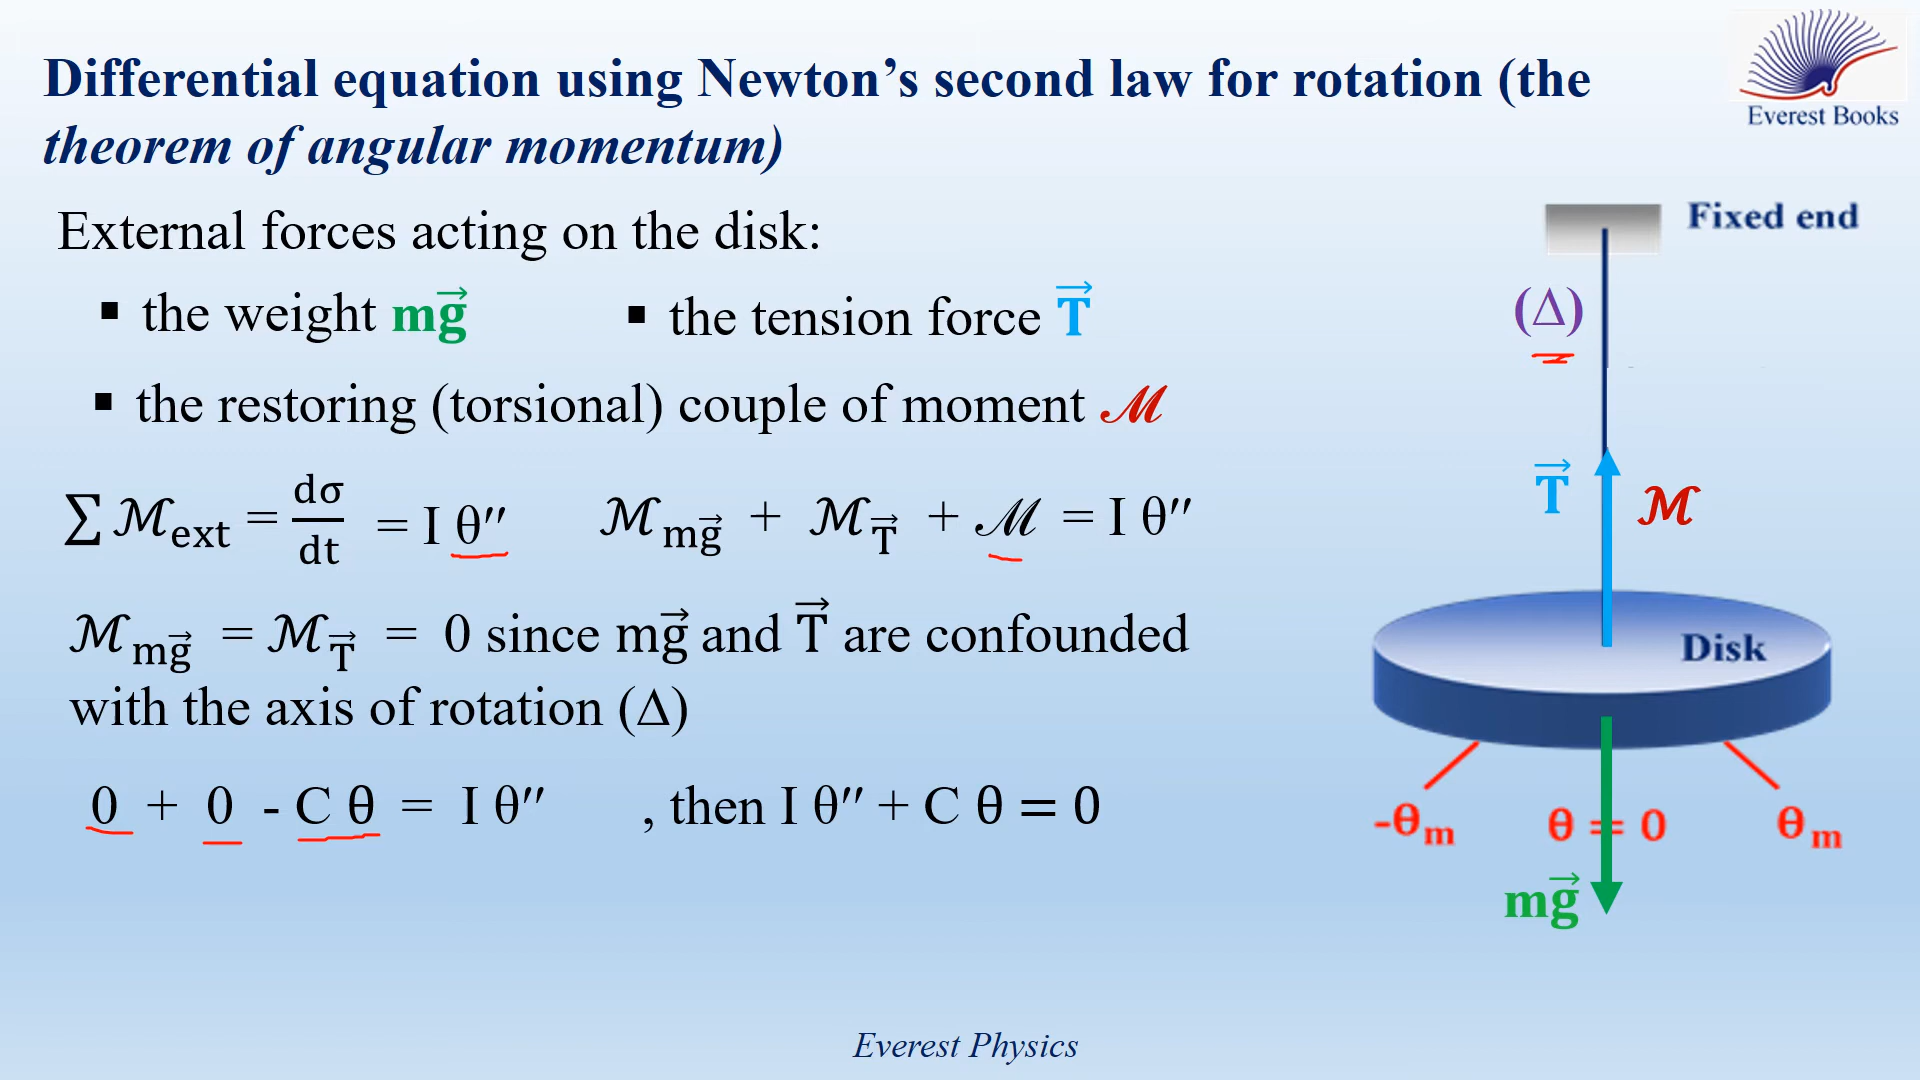 Differential equation using Newton’s second law for rotation (the
theorem of angular momentum)
Everest Books
External forces acting on the disk:
▪ the weight mg⃗
▪ the tension force T⃗
▪ the restoring (torsional) couple of moment ℳ
∑ ℳext = dσ/dt = I θ′′
ℳmg⃗ + ℳT⃗ + ℳ = I θ′′
ℳmg⃗ = ℳT⃗ = 0 since mg⃗ and T⃗ are confounded
with the axis of rotation (Δ)
0 + 0 - C θ = I θ′′ , then I θ′′ + C θ = 0
Fixed end
(Δ)
T⃗
ℳ
Disk
-θm
θ = 0
θm
mg⃗
Everest Physics